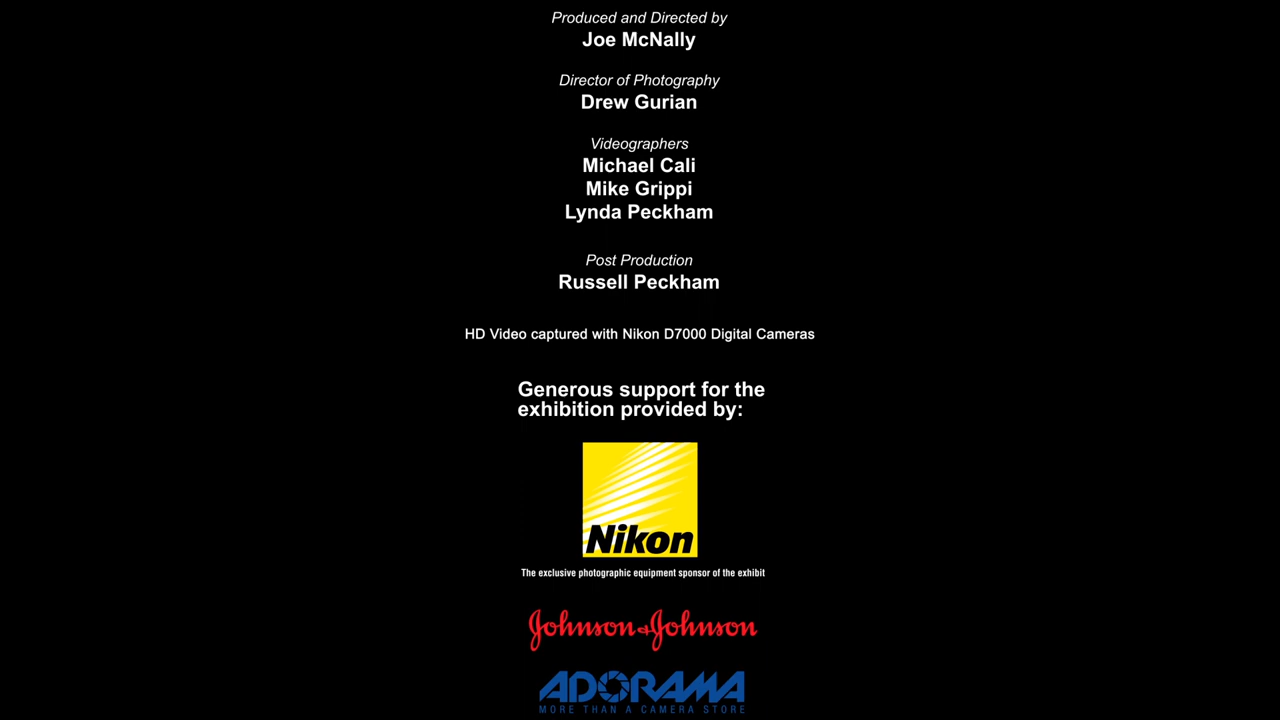 Produced and Directed by
Joe McNally
Director of Photography
Drew Gurian
Videographers
Michael Cali
Mike Grippi
Lynda Peckham
Post Production
Russell Peckham
HD Video captured with Nikon D7000 Digital Cameras
Generous support for the
exhibition provided by:
Nikon
The exclusive photographic equipment sponsor of the exhibit
Johnson & Johnson
ADORAMA
MORE THAN A CAMERA STORE